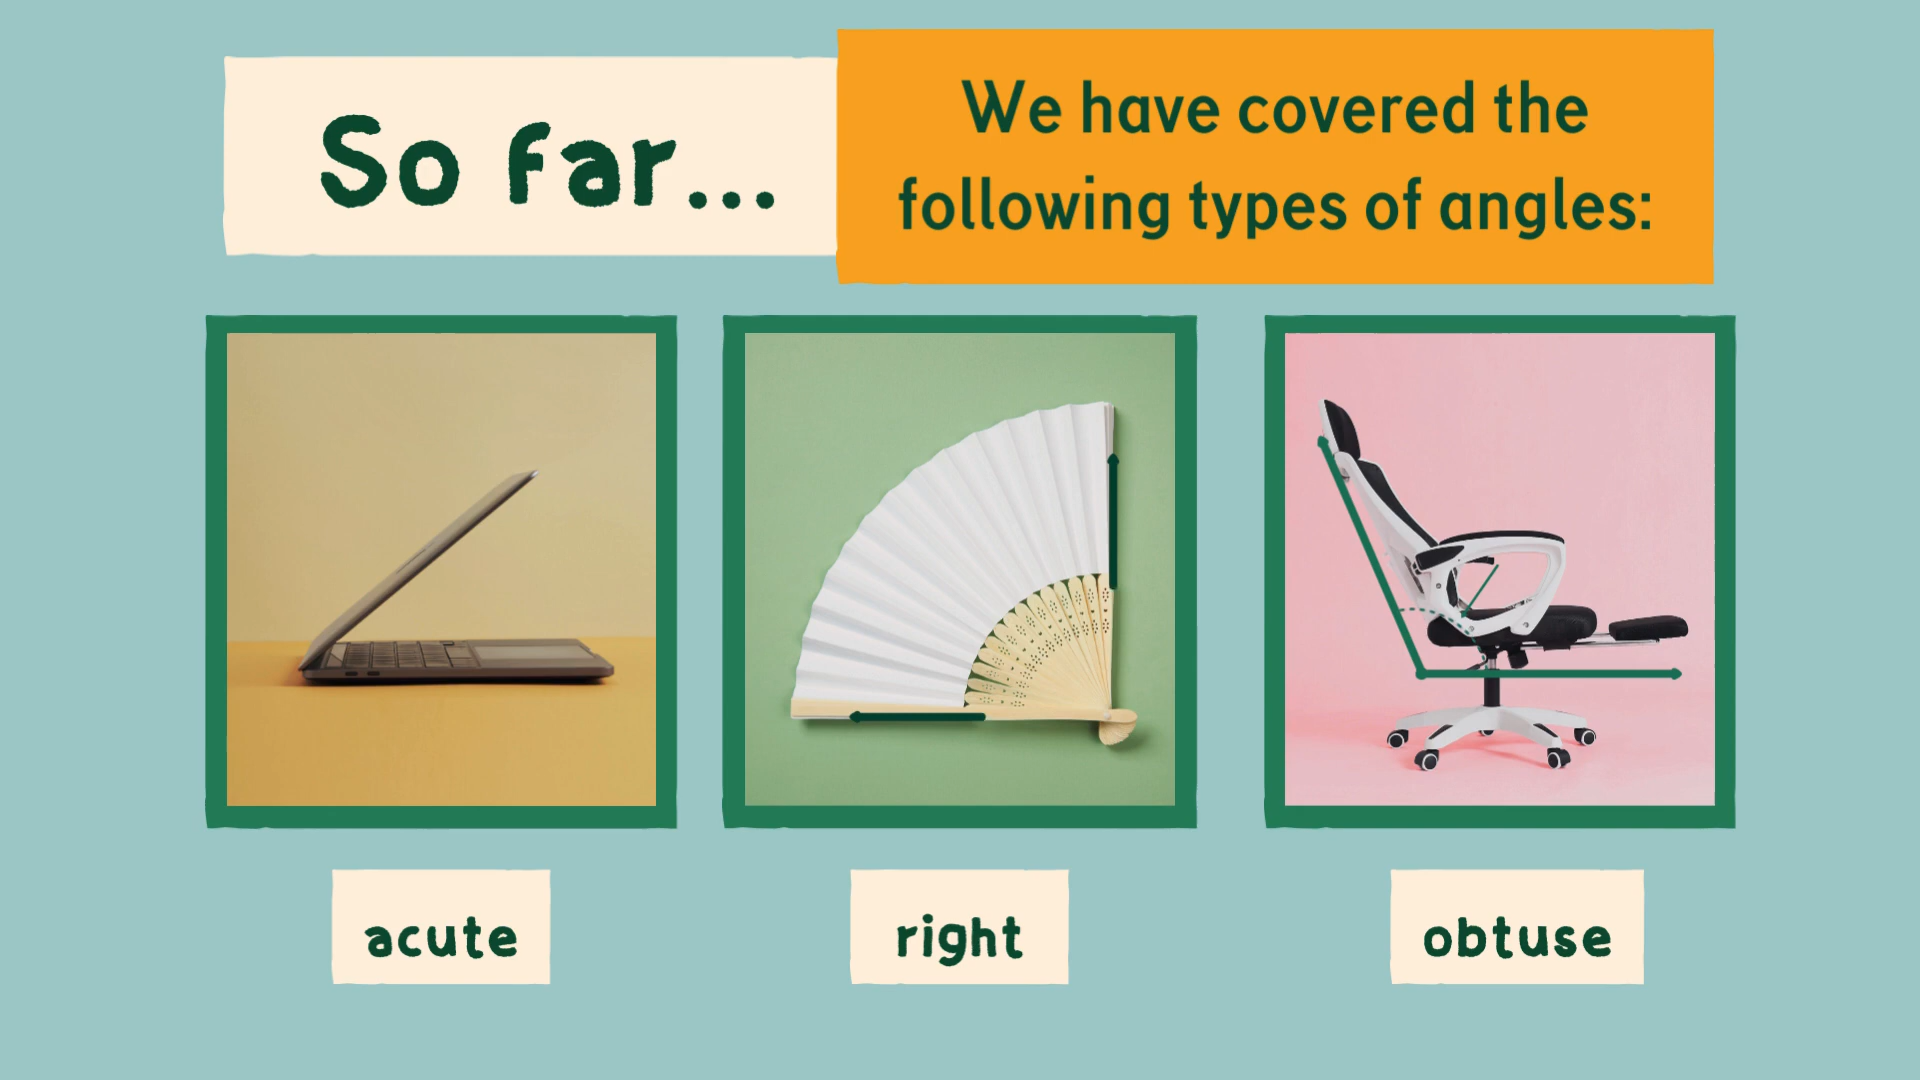 So far...
We have covered the
following types of angles:
acute
right
obtuse